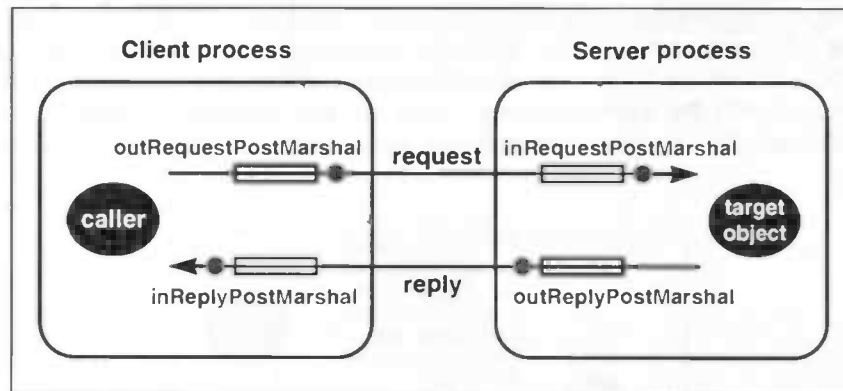 Client process
Server process
outRequestPostMarshal
request
inRequestPostMarshal
caller
target
object
inReplyPostMarshal
reply
outReplyPostMarshal